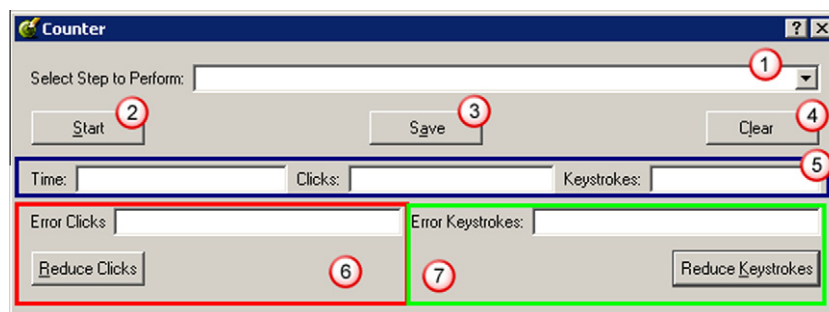 Counter
Select Step to Perform: 1
Start 2 Save 3 Clear 4
Time: Clicks: Keystrokes: 5
Error Clicks Error Keystrokes:
Reduce Clicks 6 7 Reduce Keystrokes